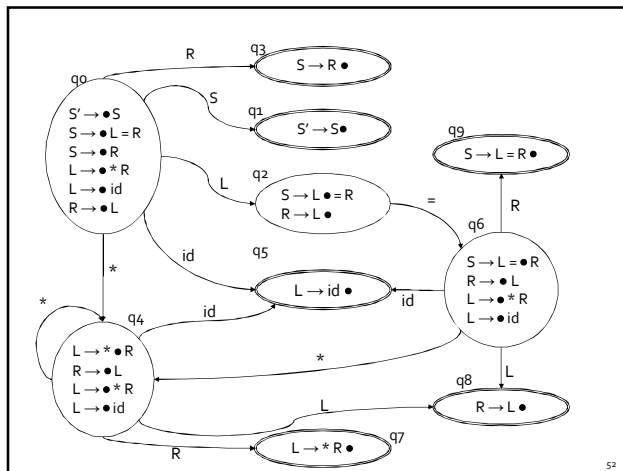 q3
R
S → R ●
q0
S' → ● S
S → ● L = R
S → ● R
L → ● * R
L → ● id
R → ● L
S
q1
S' → S●
q9
S → L = R ●
L
q2
S → L ● = R
R → L ●
=
q6
R
S → L = ● R
R → ● L
L → ● * R
L → ● id
id
q5
L → id ●
id
*
*
q4
id
L → * ● R
R → ● L
L → ● * R
L → ● id
*
L
L
q8
R → L ●
R
L → * R ●
q7
52